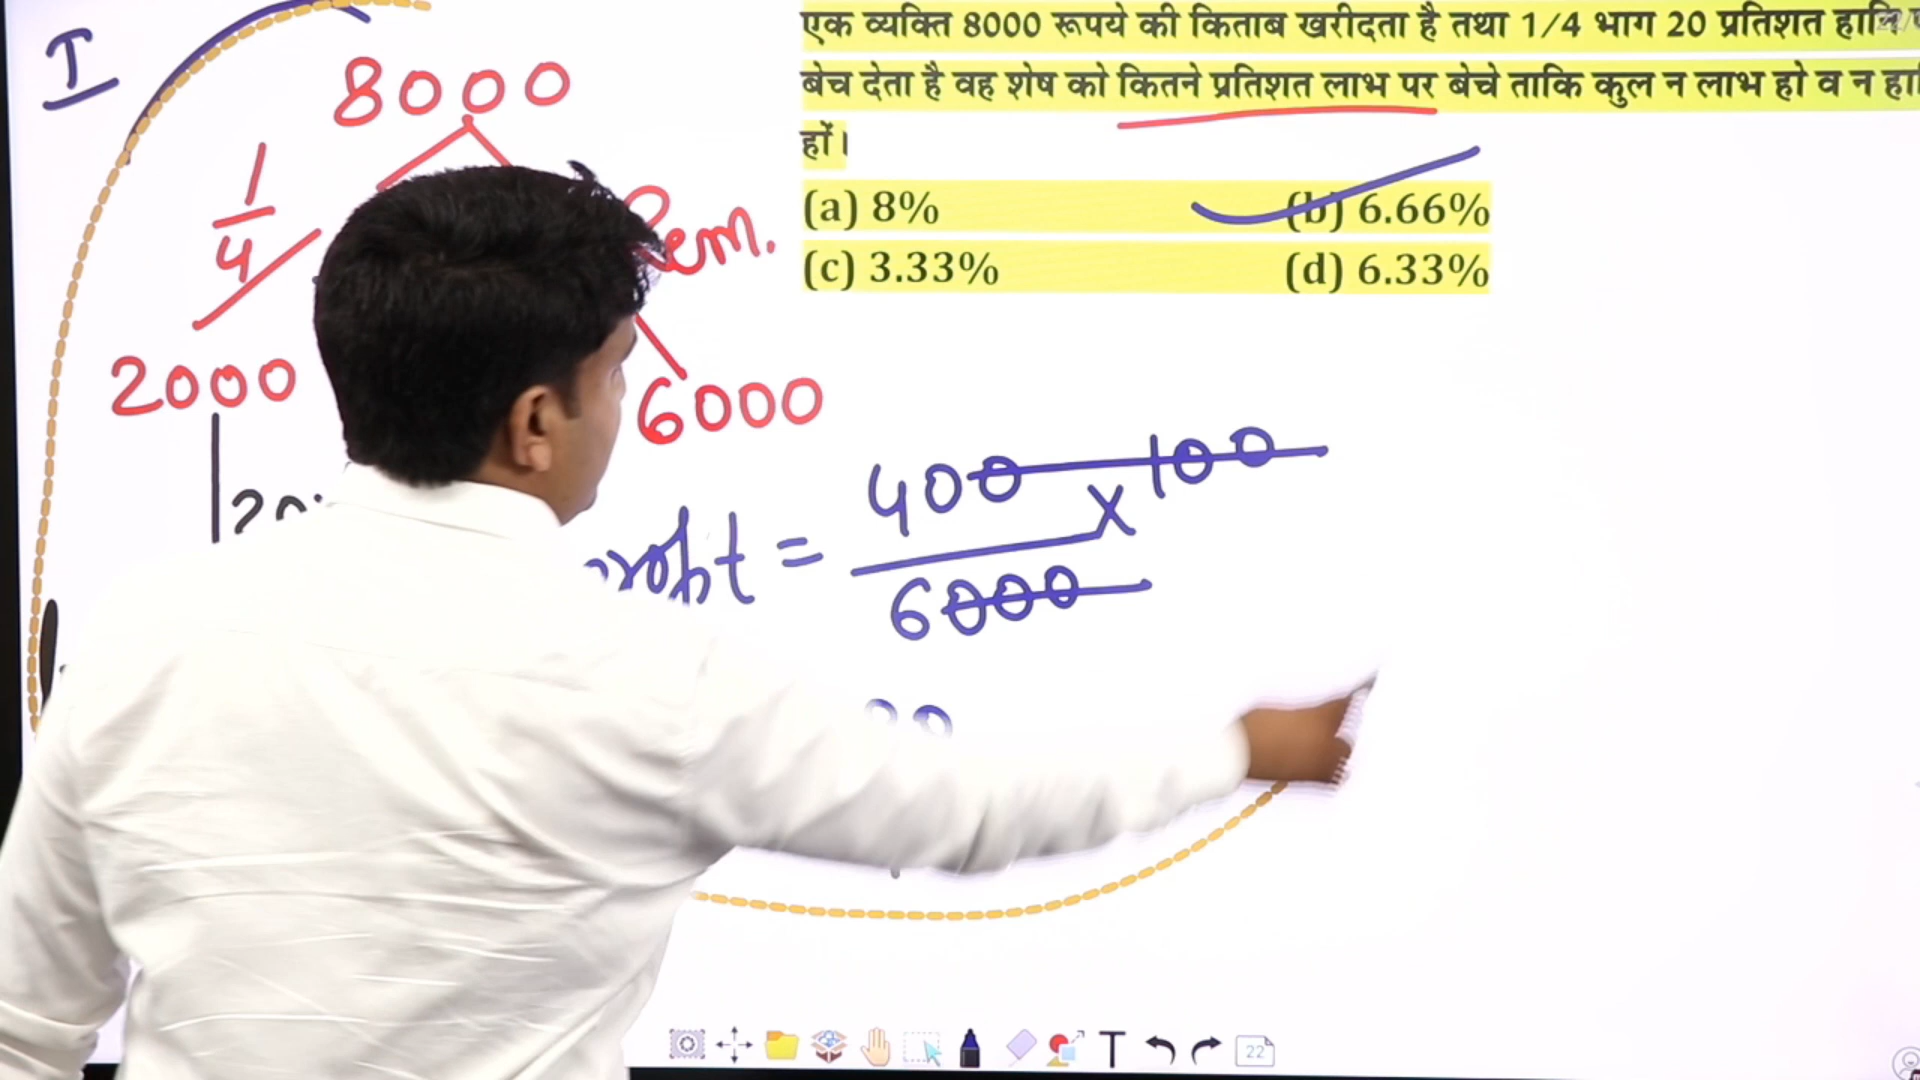 एक व्यक्ति 8000 रूपये की किताब खरीदता है तथा 1/4 भाग 20 प्रतिशत हानि
बेच देता है वह शेष को कितने प्रतिशत लाभ पर बेचे ताकि कुल न लाभ हो व न
हों।
(a) 8% (b) 6.66%
(c) 3.33% (d) 6.33%
I
8000
1/4
Rem.
2000
6000
= 400 x 100
6000
T
22